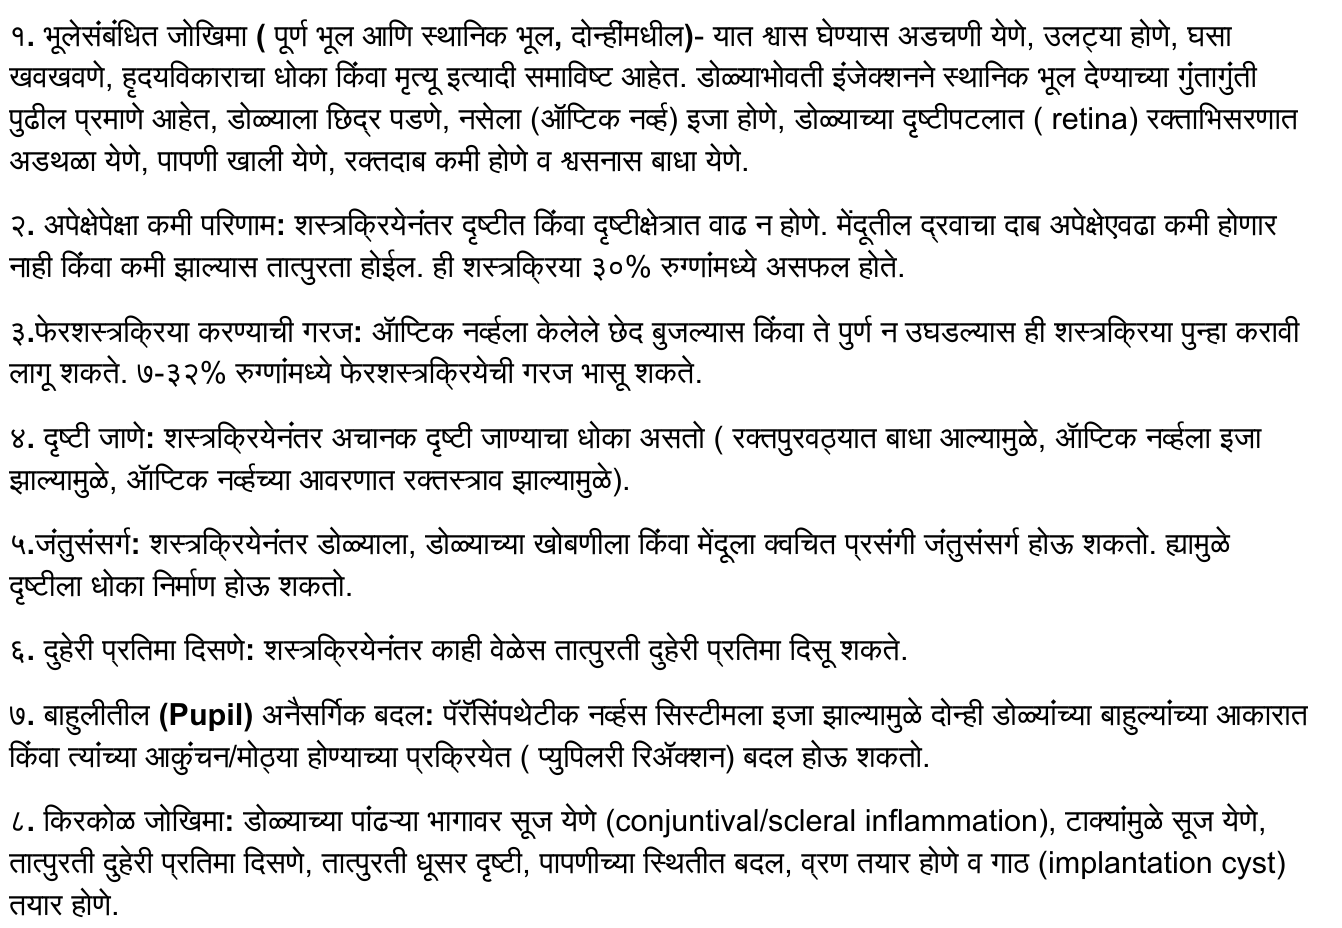 १. भूलेसंबंधित जोखिमा ( पूर्ण भूल आणि स्थानिक भूल, दोन्हींमधील)- यात श्वास घेण्यास अडचणी येणे, उलट्या होणे, घसा
खवखवणे, हृदयविकाराचा धोका किंवा मृत्यू इत्यादी समाविष्ट आहेत. डोळ्याभोवती इंजेक्शनने स्थानिक भूल देण्याच्या गुंतागुंती
पुढील प्रमाणे आहेत, डोळ्याला छिद्र पडणे, नसेला (ऑप्टिक नर्व्ह) इजा होणे, डोळ्याच्या दृष्टीपटलात ( retina) रक्ताभिसरणात
अडथळा येणे, पापणी खाली येणे, रक्तदाब कमी होणे व श्वसनास बाधा येणे.
२. अपेक्षेपेक्षा कमी परिणाम: शस्त्रक्रियेनंतर दृष्टीत किंवा दृष्टीक्षेत्रात वाढ न होणे. मेंदूतील द्रवाचा दाब अपेक्षेएवढा कमी होणार
नाही किंवा कमी झाल्यास तात्पुरता होईल. ही शस्त्रक्रिया ३०% रुग्णांमध्ये असफल होते.
३.फेरशस्त्रक्रिया करण्याची गरज: ऑप्टिक नर्व्हला केलेले छेद बुजल्यास किंवा ते पुर्ण न उघडल्यास ही शस्त्रक्रिया पुन्हा करावी
लागू शकते. ७-३२% रुग्णांमध्ये फेरशस्त्रक्रियेची गरज भासू शकते.
४. दृष्टी जाणे: शस्त्रक्रियेनंतर अचानक दृष्टी जाण्याचा धोका असतो ( रक्तपुरवठ्यात बाधा आल्यामुळे, ऑप्टिक नर्व्हला इजा
झाल्यामुळे, ऑप्टिक नर्व्हच्या आवरणात रक्तस्त्राव झाल्यामुळे).
५.जंतुसंसर्ग: शस्त्रक्रियेनंतर डोळ्याला, डोळ्याच्या खोबणीला किंवा मेंदूला क्वचित प्रसंगी जंतुसंसर्ग होऊ शकतो. ह्यामुळे
दृष्टीला धोका निर्माण होऊ शकतो.
६. दुहेरी प्रतिमा दिसणे: शस्त्रक्रियेनंतर काही वेळेस तात्पुरती दुहेरी प्रतिमा दिसू शकते.
७. बाहुलीतील (Pupil) अनैसर्गिक बदल: पॅरॅसिंपथेटीक नर्व्हस सिस्टीमला इजा झाल्यामुळे दोन्ही डोळ्यांच्या बाहुल्यांच्या आकारात
किंवा त्यांच्या आकुंचन/मोठ्या होण्याच्या प्रक्रियेत ( प्युपिलरी रिॲक्शन) बदल होऊ शकतो.
८. किरकोळ जोखिमा: डोळ्याच्या पांढऱ्या भागावर सूज येणे (conjuntival/scleral inflammation), टाक्यांमुळे सूज येणे,
तात्पुरती दुहेरी प्रतिमा दिसणे, तात्पुरती धूसर दृष्टी, पापणीच्या स्थितीत बदल, व्रण तयार होणे व गाठ (implantation cyst)
तयार होणे.